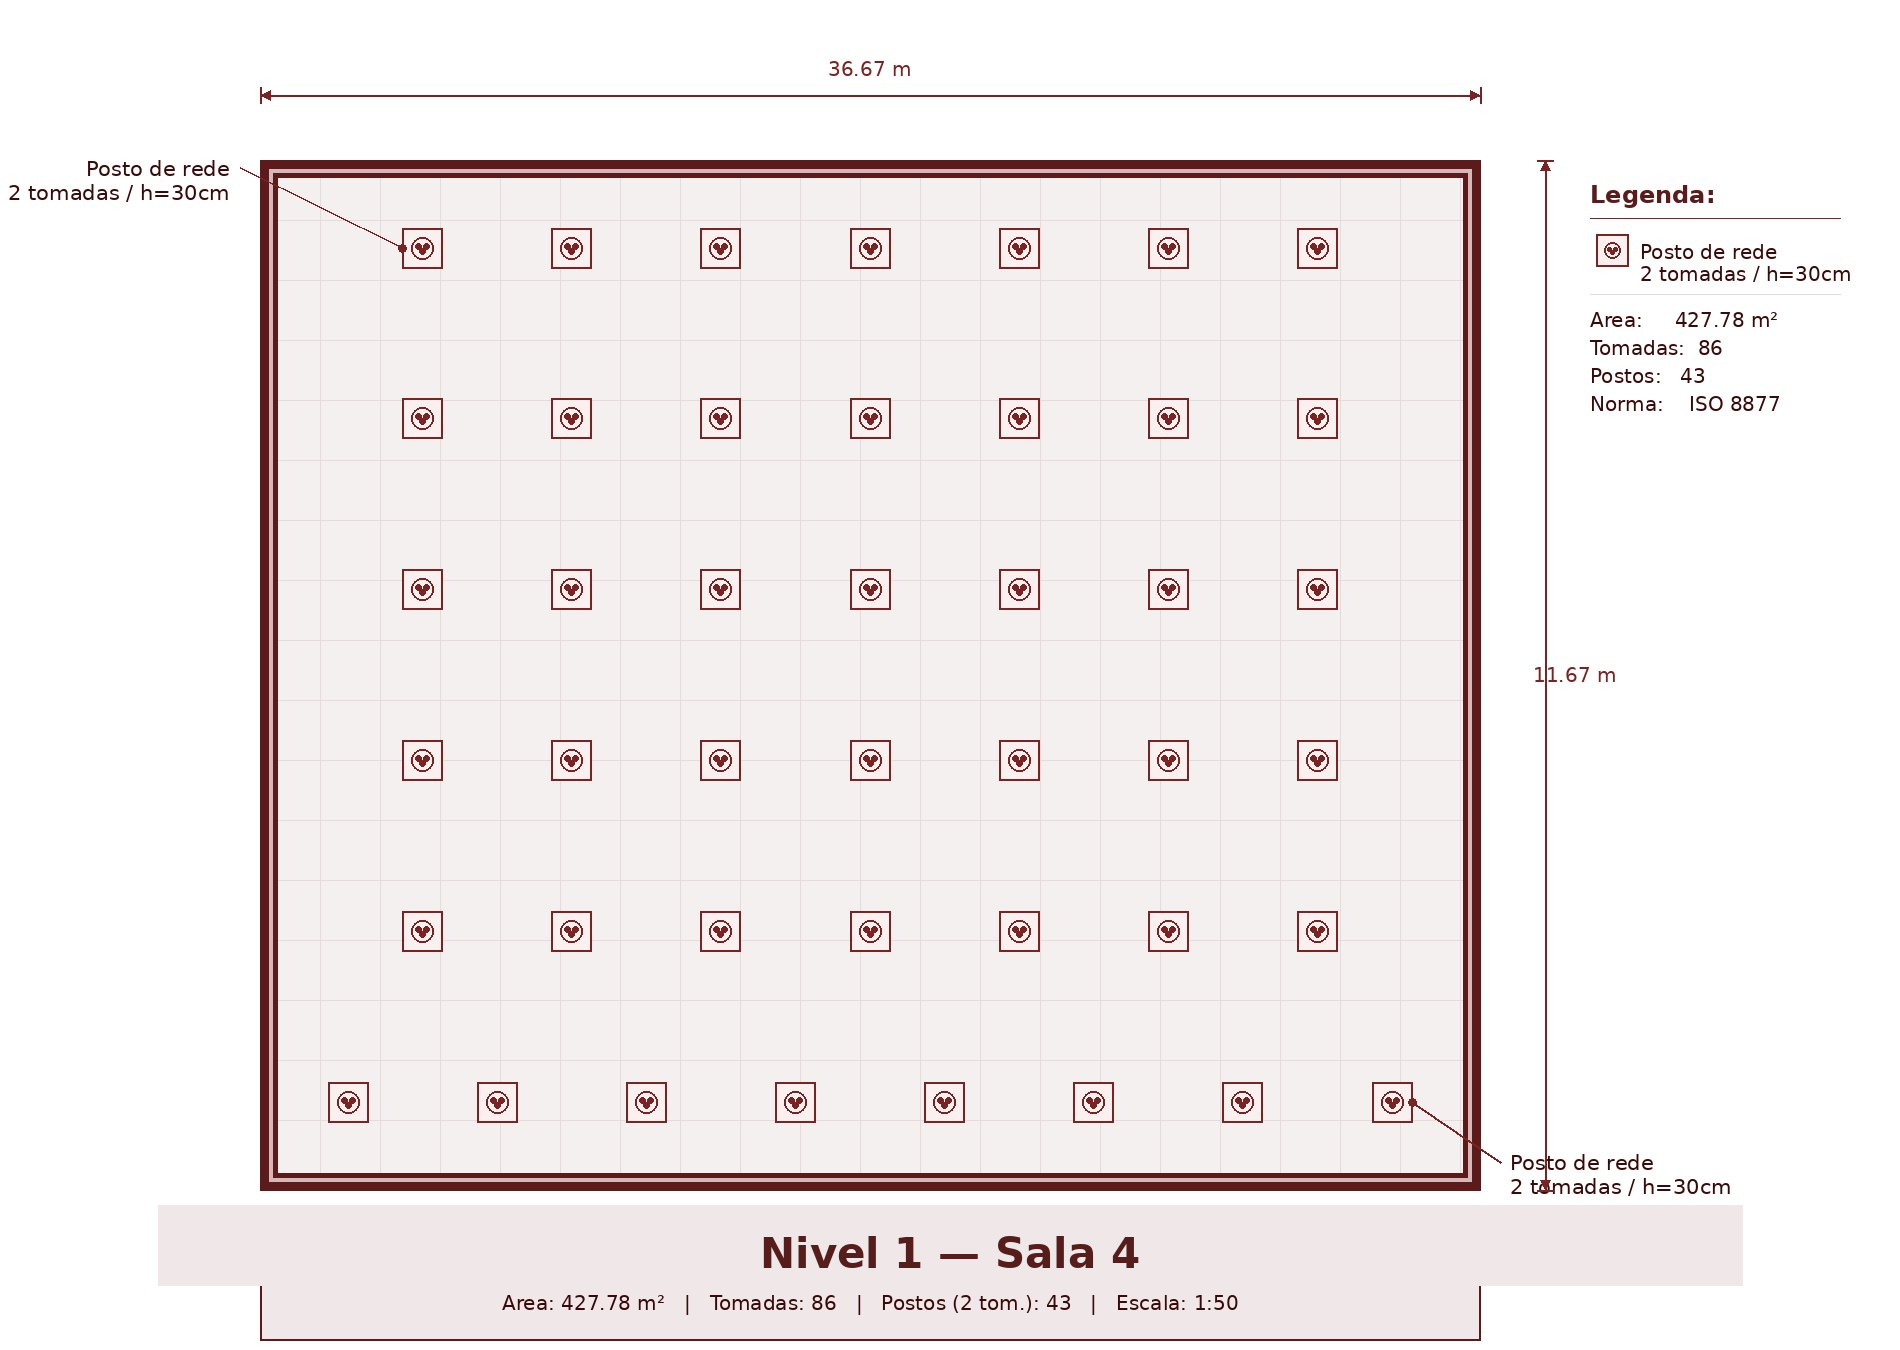 36.67 m
Posto de rede
2 tomadas / h=30cm
Legenda:
Posto de rede
2 tomadas / h=30cm
Area: 427.78 m²
Tomadas: 86
Postos: 43
Norma: ISO 8877
11.67 m
Posto de rede
2 tomadas / h=30cm
Nivel 1 — Sala 4
Area: 427.78 m² | Tomadas: 86 | Postos (2 tom.): 43 | Escala: 1:50